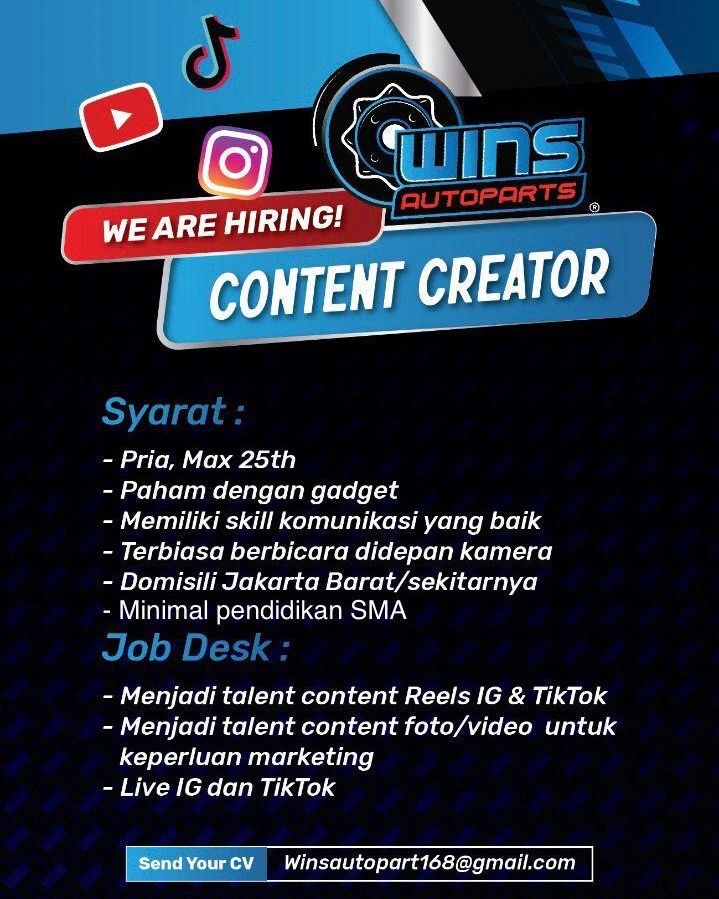 WINS
AUTOPARTS
®
WE ARE HIRING!
CONTENT CREATOR
Syarat :
- Pria, Max 25th
- Paham dengan gadget
- Memiliki skill komunikasi yang baik
- Terbiasa berbicara didepan kamera
- Domisili Jakarta Barat/sekitarnya
- Minimal pendidikan SMA
Job Desk :
- Menjadi talent content Reels IG & TikTok
- Menjadi talent content foto/video untuk
keperluan marketing
- Live IG dan TikTok
Send Your CV Winsautopart168@gmail.com